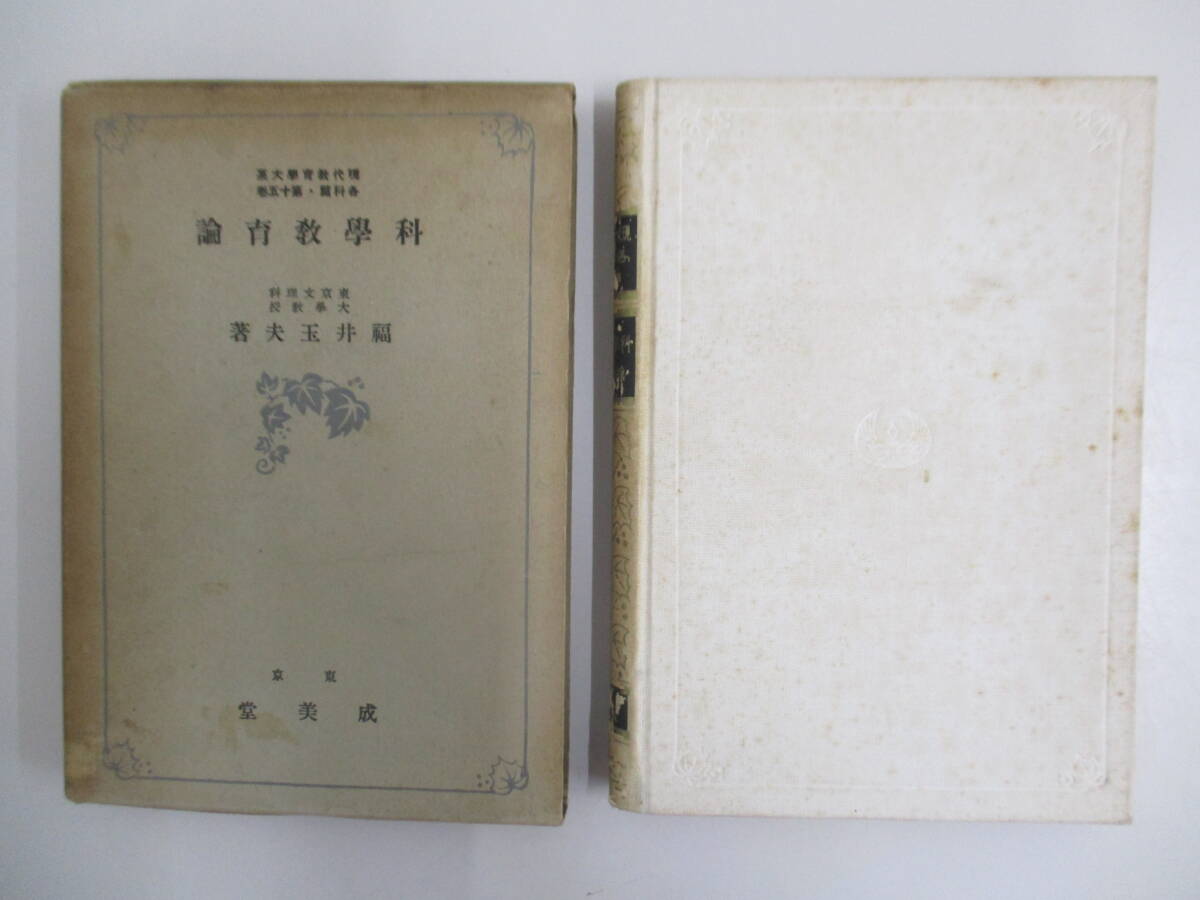 現代教育學大系
各科篇・第十五卷
科學教育論
東京文理科
大學教授
福井玉夫著
東京
成美堂